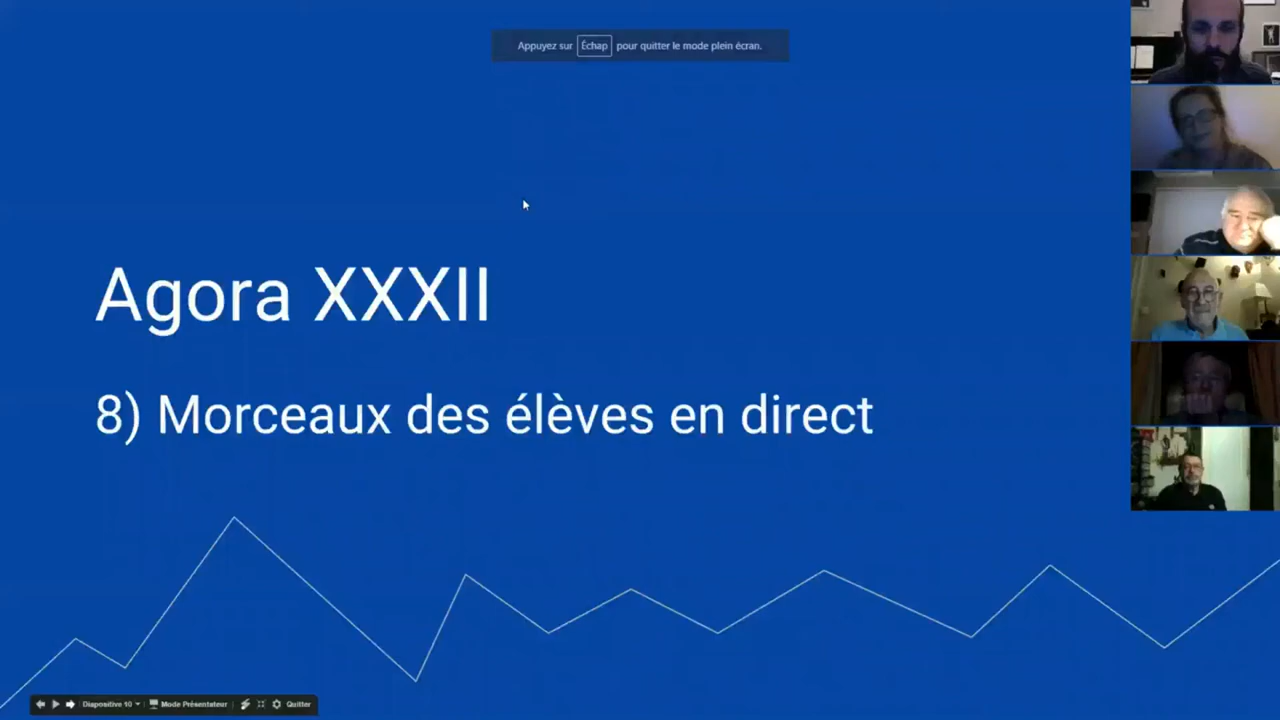 Appuyez sur Échap pour quitter le mode plein écran.
Agora XXXII
8) Morceaux des élèves en direct
Diapositive 10 Mode Présentateur Quitter